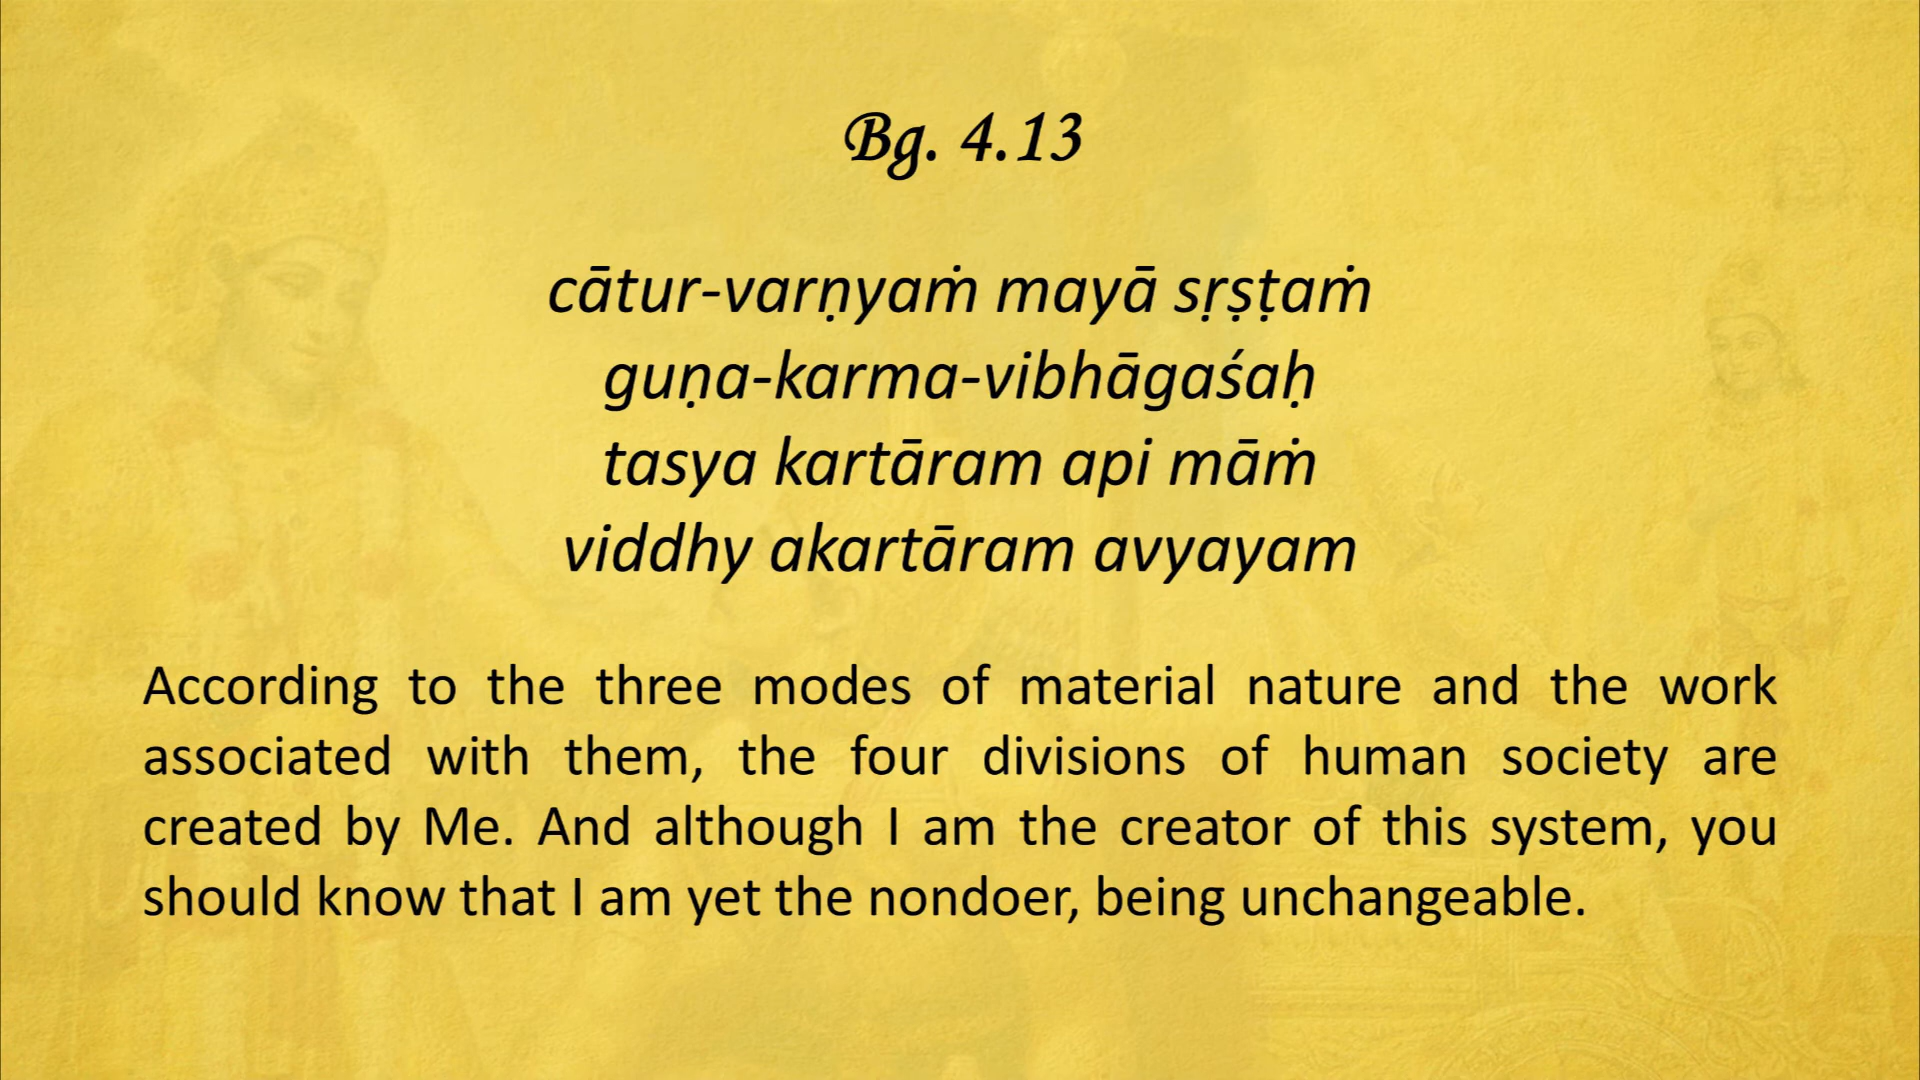 Bg. 4.13
cātur-varṇyaṁ mayā sṛṣṭaṁ
guṇa-karma-vibhāgaśaḥ
tasya kartāram api māṁ
viddhy akartāram avyayam
According to the three modes of material nature and the work
associated with them, the four divisions of human society are
created by Me. And although I am the creator of this system, you
should know that I am yet the nondoer, being unchangeable.